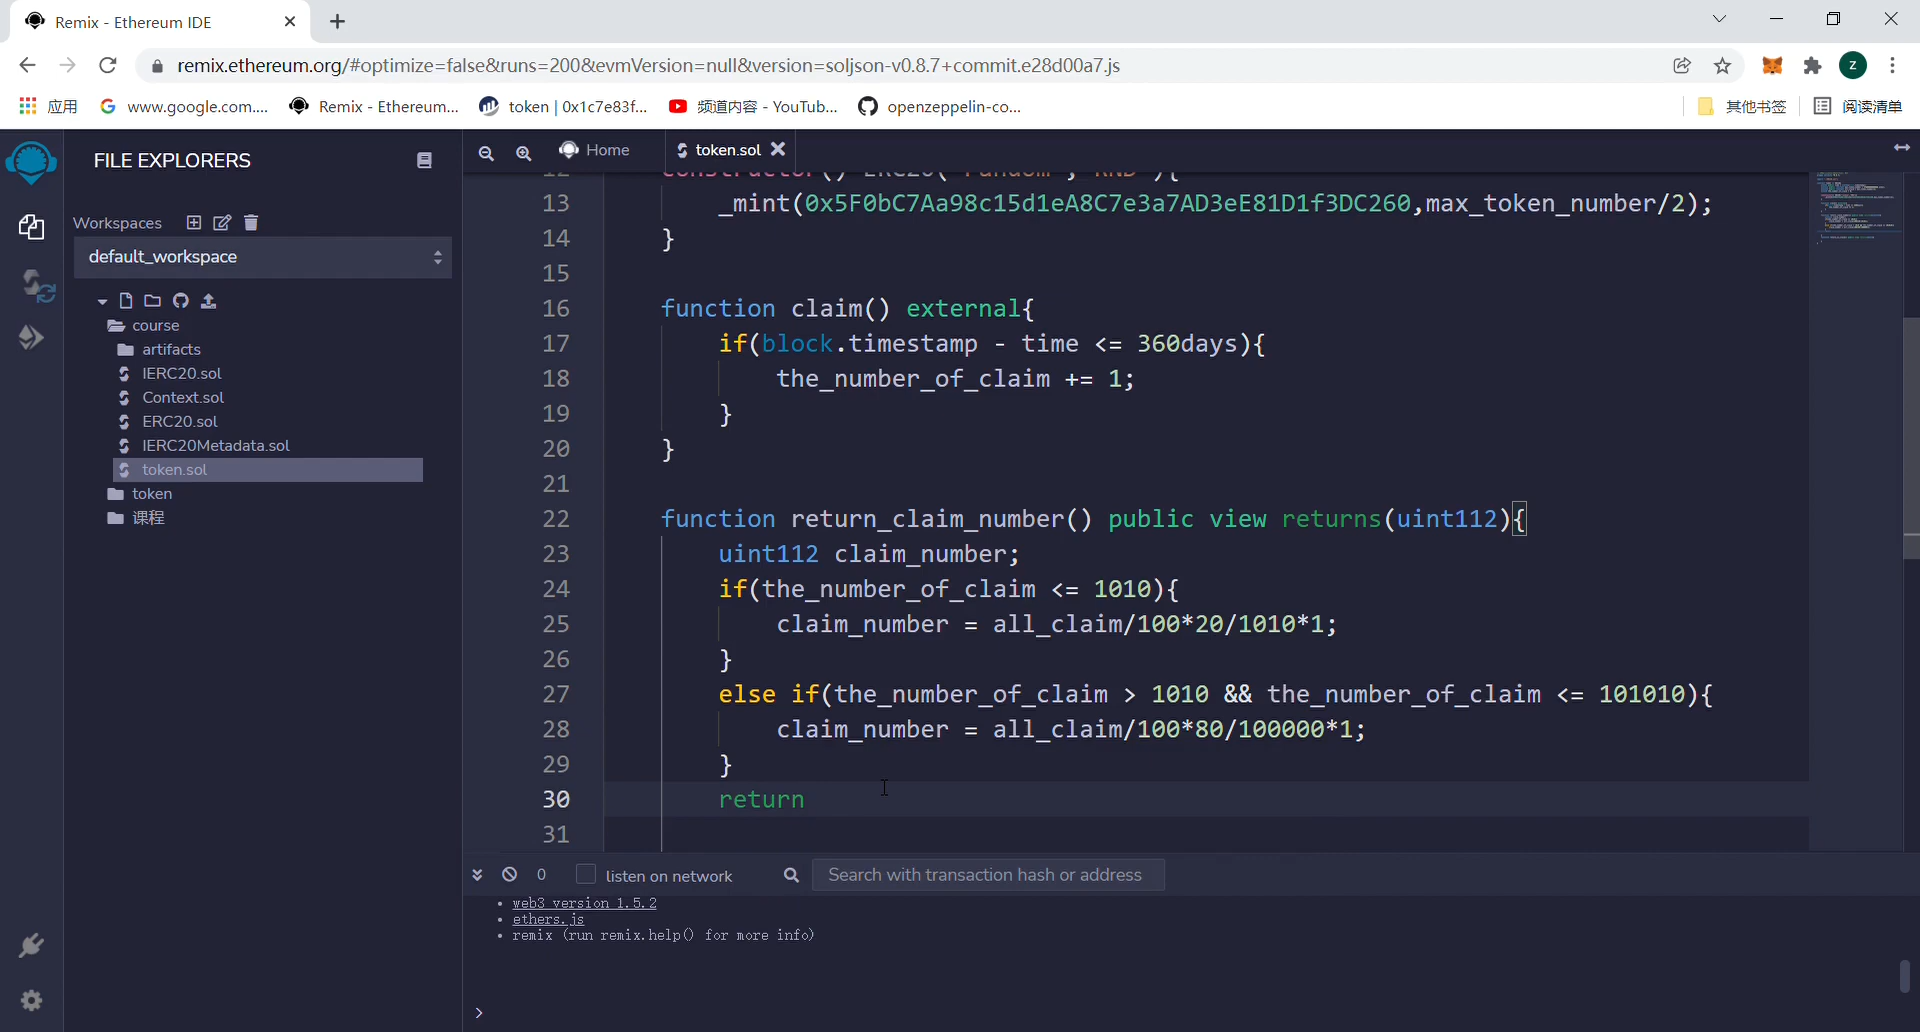 Remix - Ethereum IDE
remix.ethereum.org/#optimize=false&runs=200&evmVersion=null&version=soljson-v0.8.7+commit.e28d00a7.js
Z
应用
www.google.com....
Remix - Ethereum...
token | 0x1c7e83f...
频道内容 - YouTub...
openzeppelin-co...
其他书签
阅读清单
FILE EXPLORERS
Workspaces
default_workspace
course
artifacts
IERC20.sol
Context.sol
ERC20.sol
IERC20Metadata.sol
token.sol
token
课程
Home
token.sol
12 constructor() ERC20("random","RND"){
13 _mint(0x5F0bC7Aa98c15d1eA8C7e3a7AD3eE81D1f3DC260,max_token_number/2);
14 }
15
16 function claim() external{
17 if(block.timestamp - time <= 360days){
18 the_number_of_claim += 1;
19 }
20 }
21
22 function return_claim_number() public view returns(uint112){
23 uint112 claim_number;
24 if(the_number_of_claim <= 1010){
25 claim_number = all_claim/100*20/1010*1;
26 }
27 else if(the_number_of_claim > 1010 && the_number_of_claim <= 101010){
28 claim_number = all_claim/100*80/100000*1;
29 }
30 return
31
0
listen on network
Search with transaction hash or address
• web3 version 1.5.2
• ethers.js
• remix (run remix.help() for more info)
>